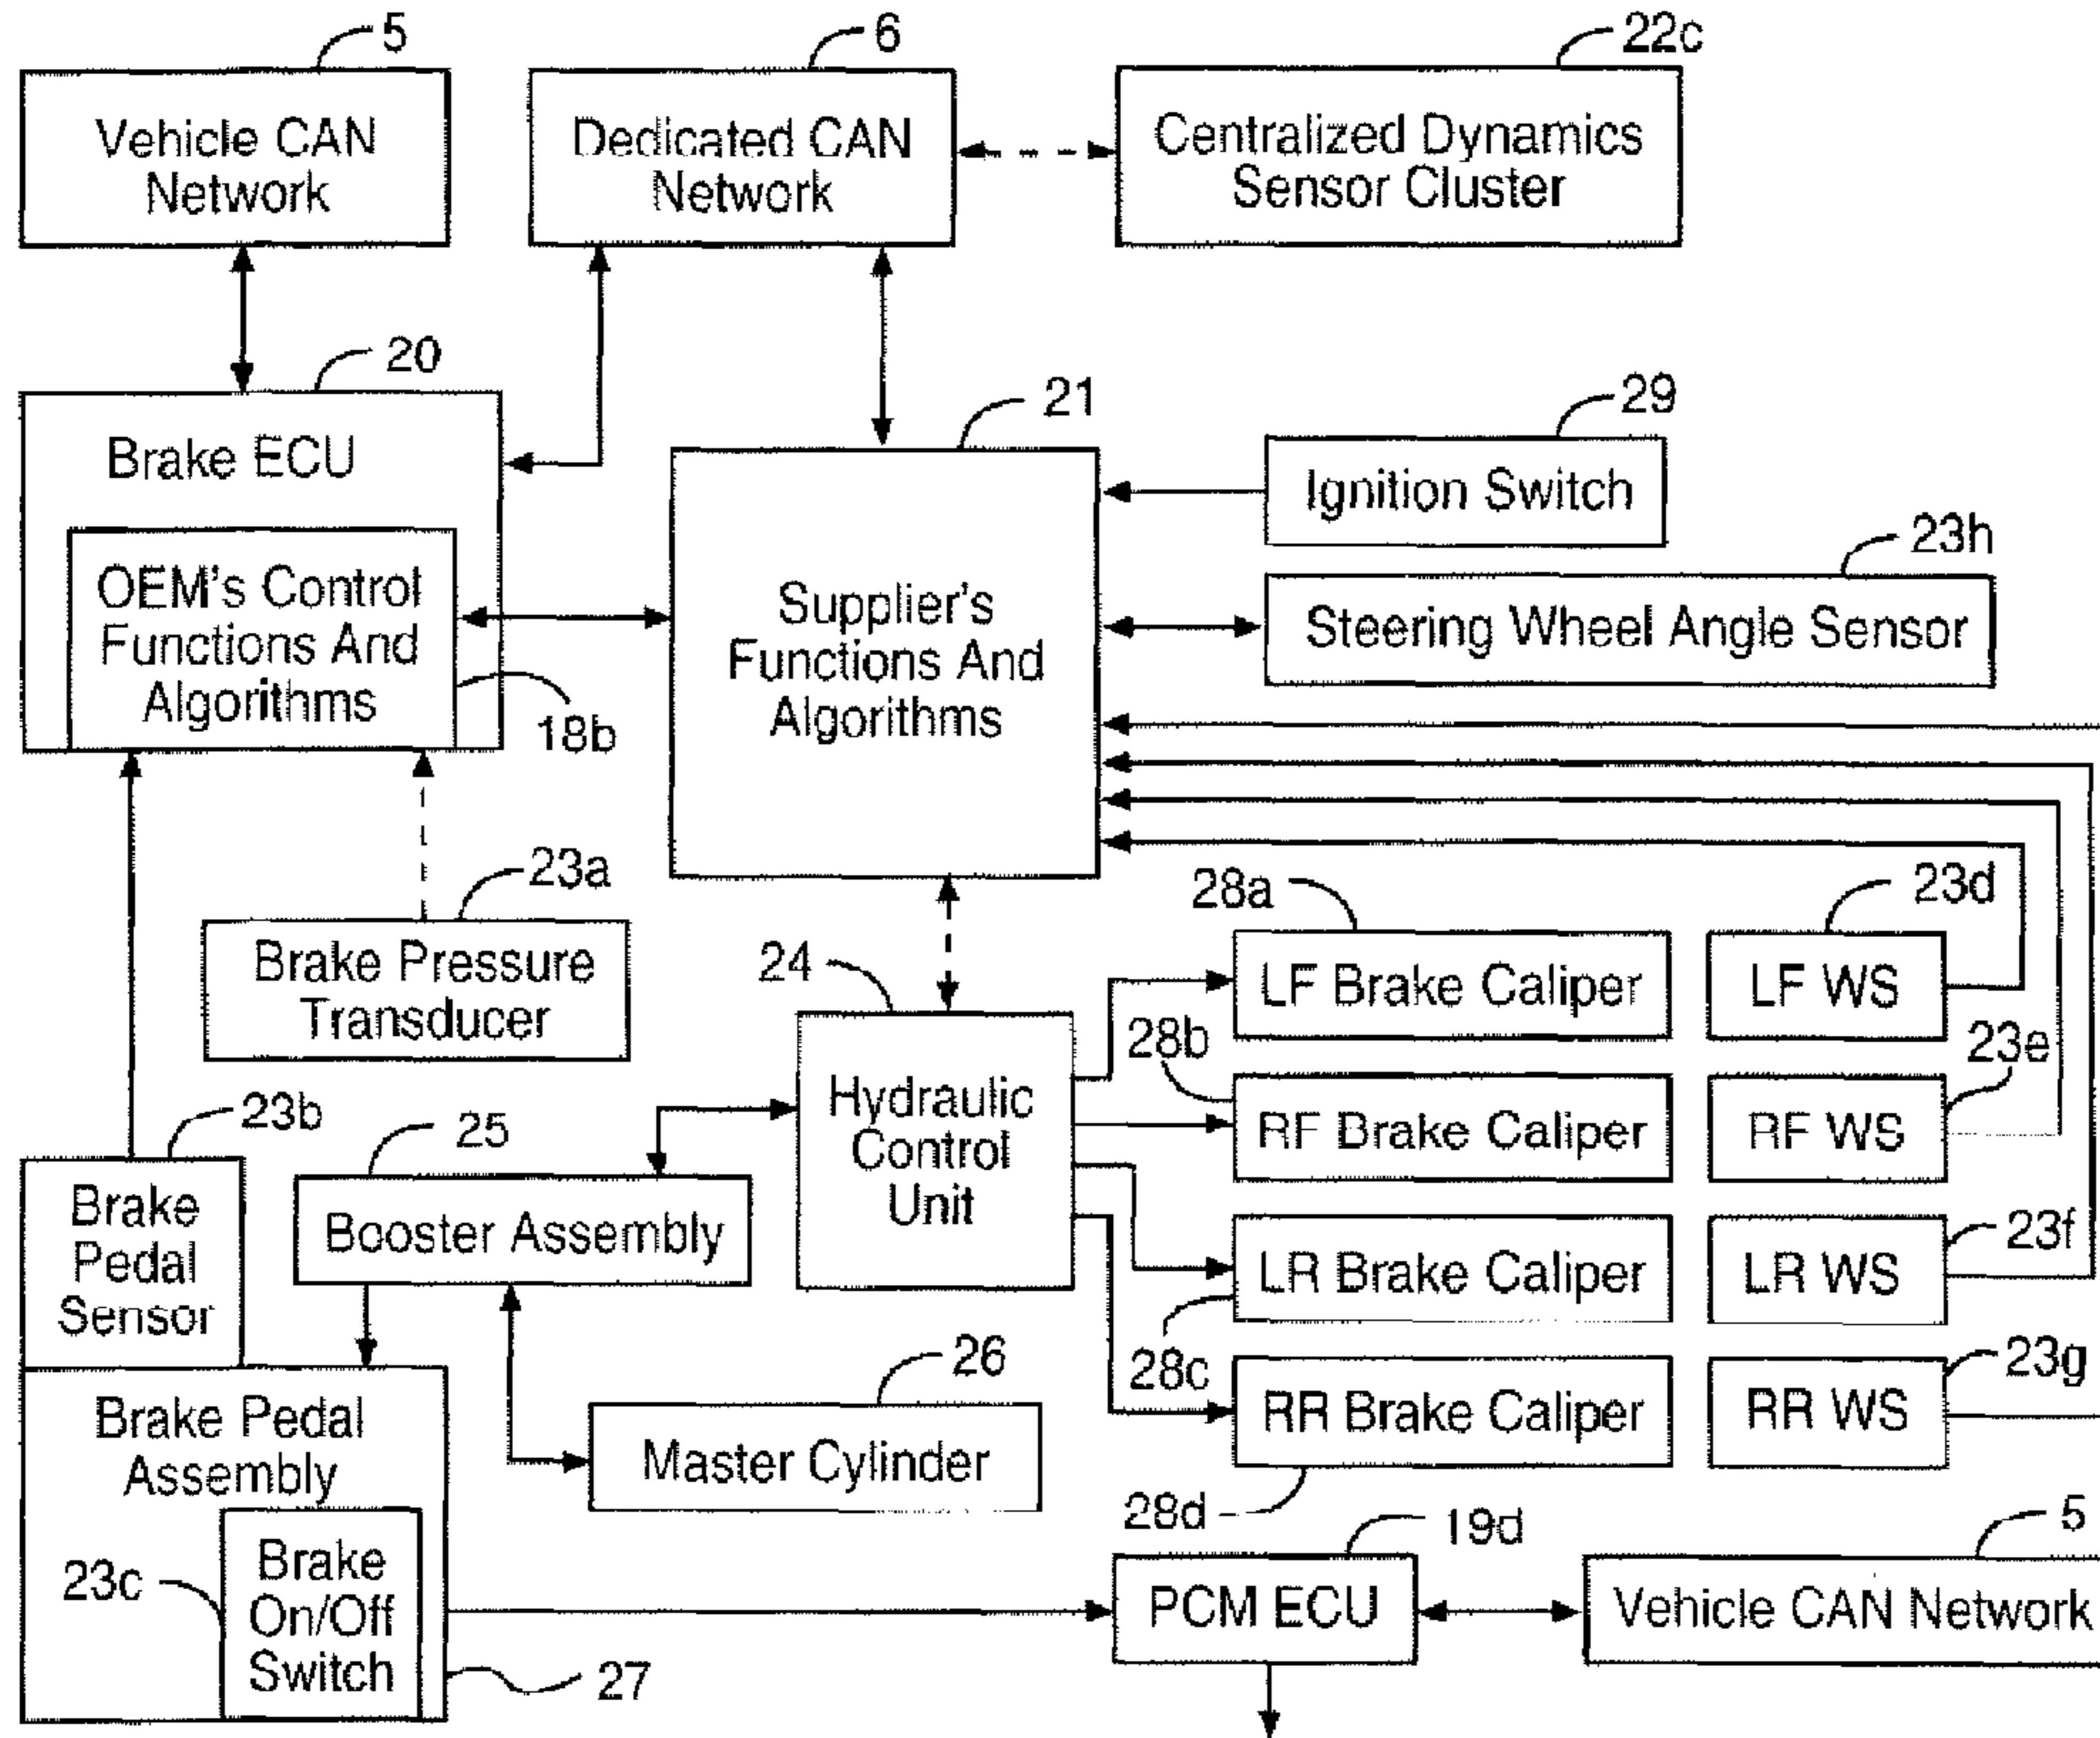 5
6
22c
Vehicle CAN
Network
Dedicated CAN
Network
Centralized Dynamics
Sensor Cluster
20
21
29
Brake ECU
Ignition Switch
23h
OEM's Control
Functions And
Algorithms
18b
Supplier's
Functions And
Algorithms
Steering Wheel Angle Sensor
23a
Brake Pressure
Transducer
24
28a
23d
LF Brake Caliper
LF WS
28b
23e
Hydraulic
Control
Unit
RF Brake Caliper
RF WS
23b
25
Brake
Pedal
Sensor
Booster Assembly
23f
LR Brake Caliper
LR WS
28c
26
23g
Brake Pedal
Assembly
Master Cylinder
RR Brake Caliper
RR WS
28d
19d
5
23c
Brake
On/Off
Switch
27
PCM ECU
Vehicle CAN Network